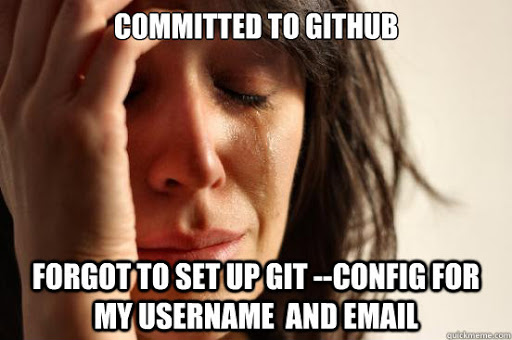 COMMITTED TO GITHUB
FORGOT TO SET UP GIT --CONFIG FOR
MY USERNAME  AND EMAIL
quickmeme.com